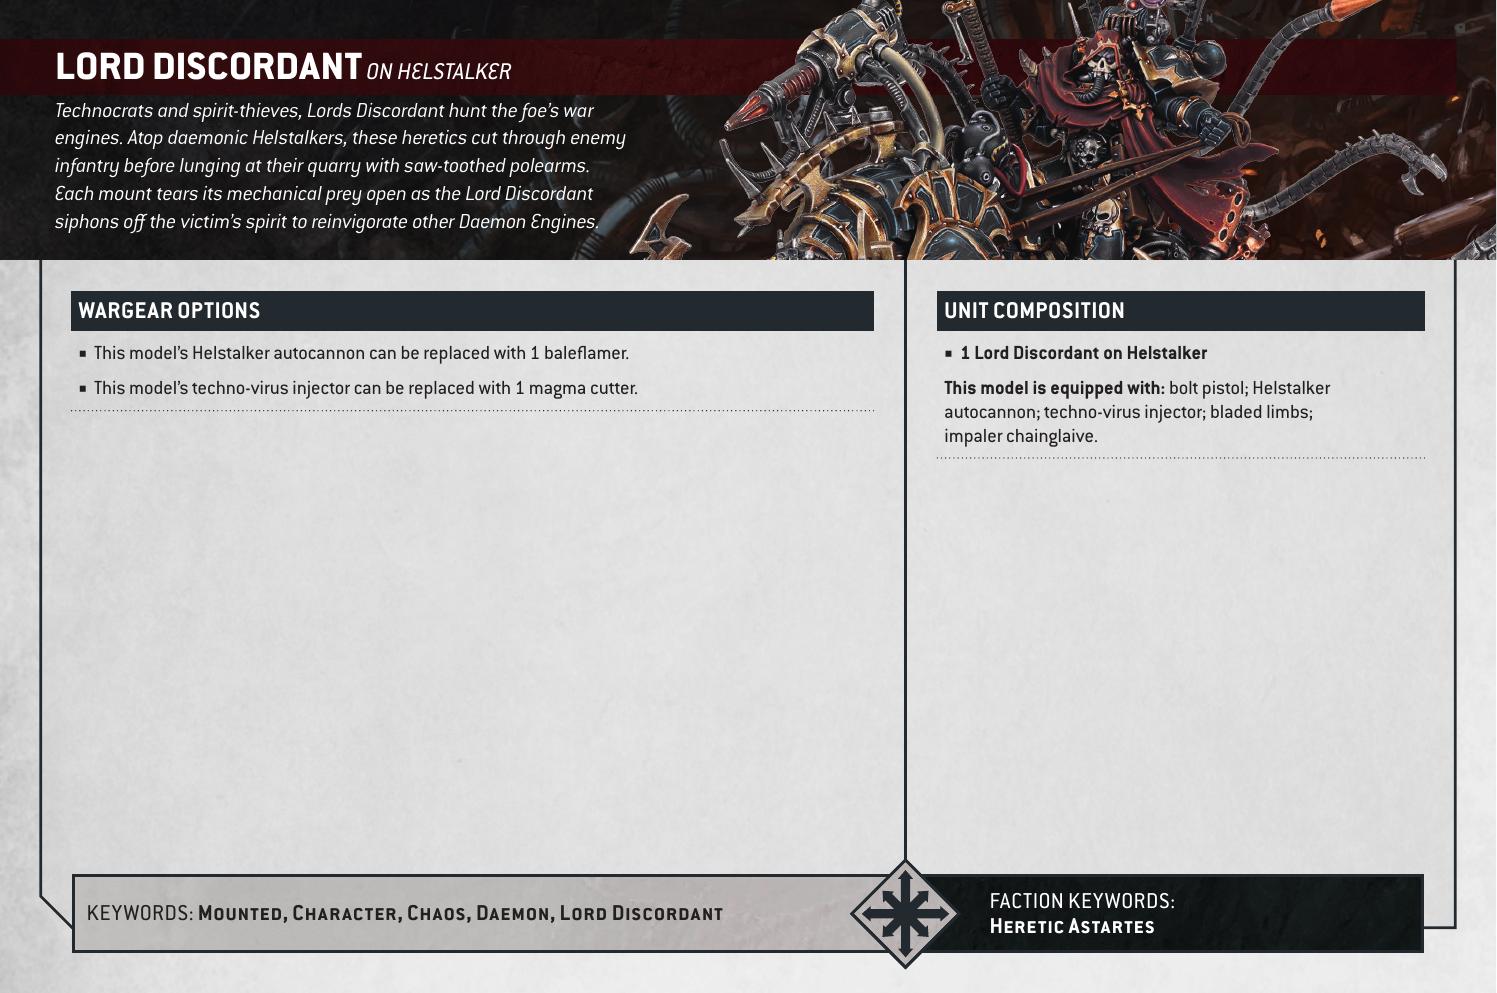 LORD DISCORDANT ON HELSTALKER
Technocrats and spirit-thieves, Lords Discordant hunt the foe's war
engines. Atop daemonic Helstalkers, these heretics cut through enemy
infantry before lunging at their quarry with saw-toothed polearms.
Each mount tears its mechanical prey open as the Lord Discordant
siphons off the victim's spirit to reinvigorate other Daemon Engines.
WARGEAR OPTIONS
■ This model's Helstalker autocannon can be replaced with 1 baleflamer.
■ This model's techno-virus injector can be replaced with 1 magma cutter.
UNIT COMPOSITION
■ 1 Lord Discordant on Helstalker
This model is equipped with: bolt pistol; Helstalker
autocannon; techno-virus injector; bladed limbs;
impaler chainglaive.
KEYWORDS: Mounted, Character, Chaos, Daemon, Lord Discordant
FACTION KEYWORDS:
Heretic Astartes